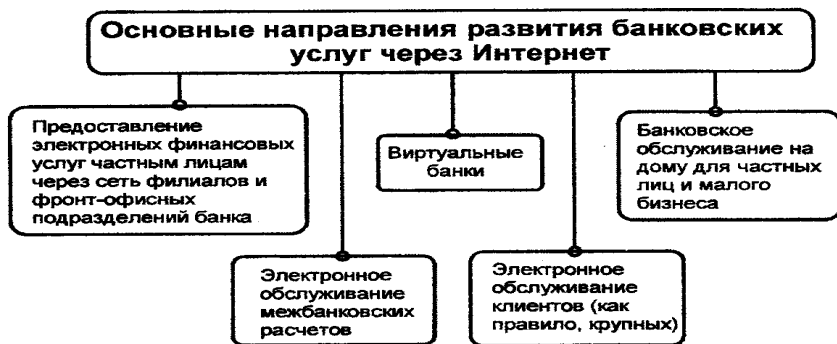 Основные направления развития банковских
услуг через Интернет
Предоставление
электронных финансовых
услуг частным лицам
через сеть филиалов и
фронт-офисных
подразделений банка
Электронное
обслуживание
межбанковских
расчетов
Виртуальные
банки
Электронное
обслуживание
клиентов (как
правило, крупных)
Банковское
обслуживание на
дому для частных
лиц и малого
бизнеса